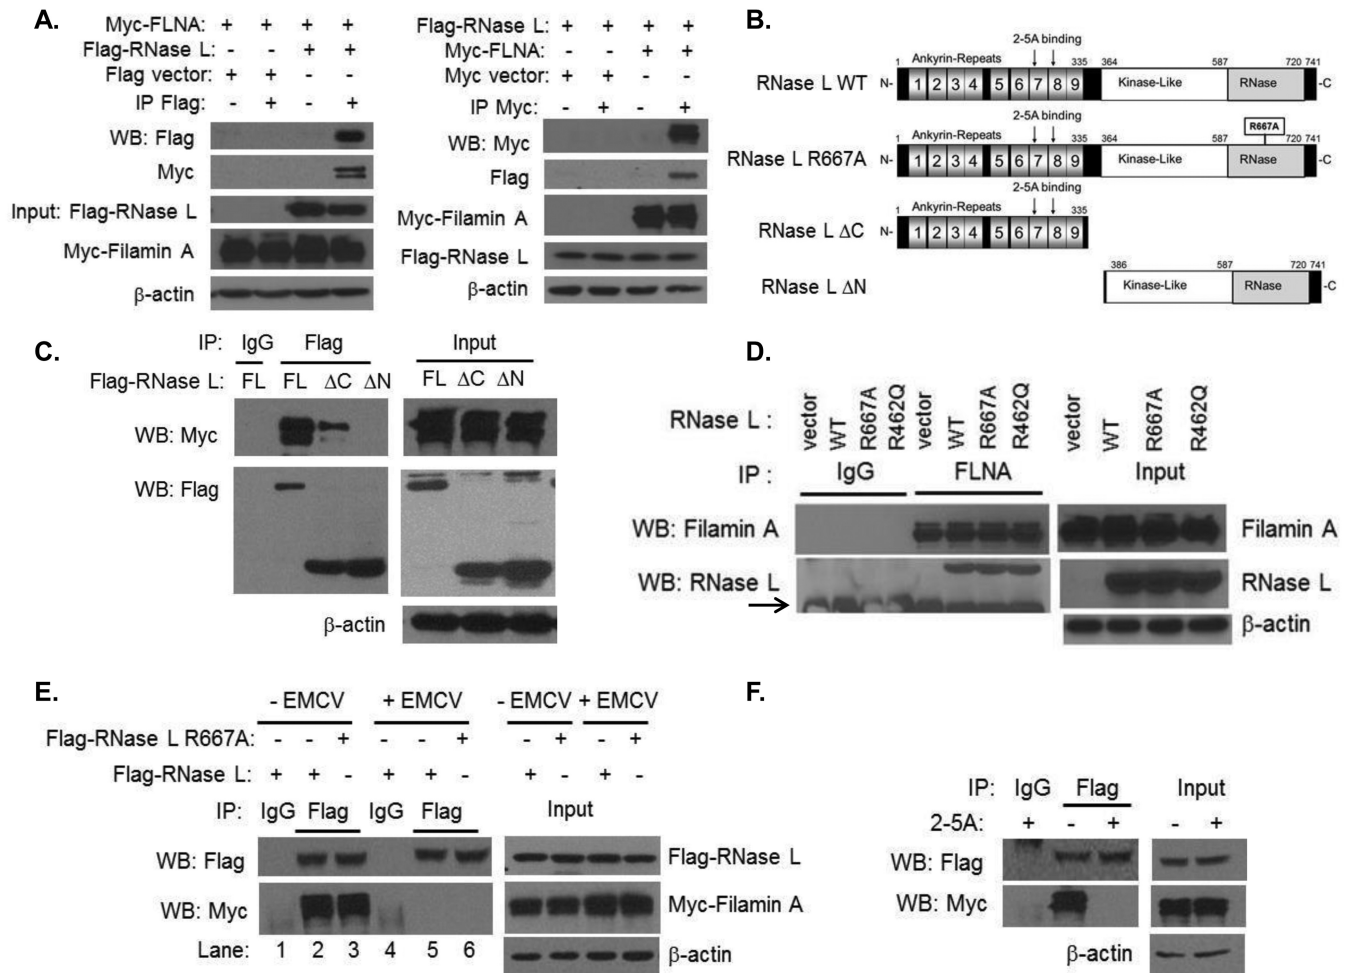 A.
Myc-FLNA: + + + +
Flag-RNase L: - - + +
Flag vector: + + - -
IP Flag: - + - +
WB: Flag
Myc
Input: Flag-RNase L
Myc-Filamin A
β-actin
Flag-RNase L: + + + +
Myc-FLNA: - - + +
Myc vector: + + - -
IP Myc: - + - +
WB: Myc
Flag
Myc-Filamin A
Flag-RNase L
β-actin
B.
2-5A binding
1 Ankyrin-Repeats 335 364 587 720 741
RNase L WT N- 1 2 3 4 5 6 7 8 9 Kinase-Like RNase -C
2-5A binding R667A
1 Ankyrin-Repeats 335 364 587 720 741
RNase L R667A N- 1 2 3 4 5 6 7 8 9 Kinase-Like RNase -C
2-5A binding
1 Ankyrin-Repeats 335
RNase L ΔC N- 1 2 3 4 5 6 7 8 9
386 587 720 741
RNase L ΔN Kinase-Like RNase -C
C.
IP: IgG Flag Input
Flag-RNase L: FL FL ΔC ΔN FL ΔC ΔN
WB: Myc
WB: Flag
β-actin
D.
RNase L : vector WT R667A R462Q vector WT R667A R462Q vector WT R667A R462Q
IP : IgG FLNA Input
WB: Filamin A Filamin A
WB: RNase L RNase L
β-actin
E.
- EMCV + EMCV - EMCV + EMCV
Flag-RNase L R667A: - - + - - + - + - +
Flag-RNase L: + + - + + - + - + -
IP: IgG Flag IgG Flag Input
WB: Flag Flag-RNase L
WB: Myc Myc-Filamin A
Lane: 1 2 3 4 5 6 β-actin
F.
IP: IgG Flag Input
2-5A: + - + - +
WB: Flag
WB: Myc
β-actin